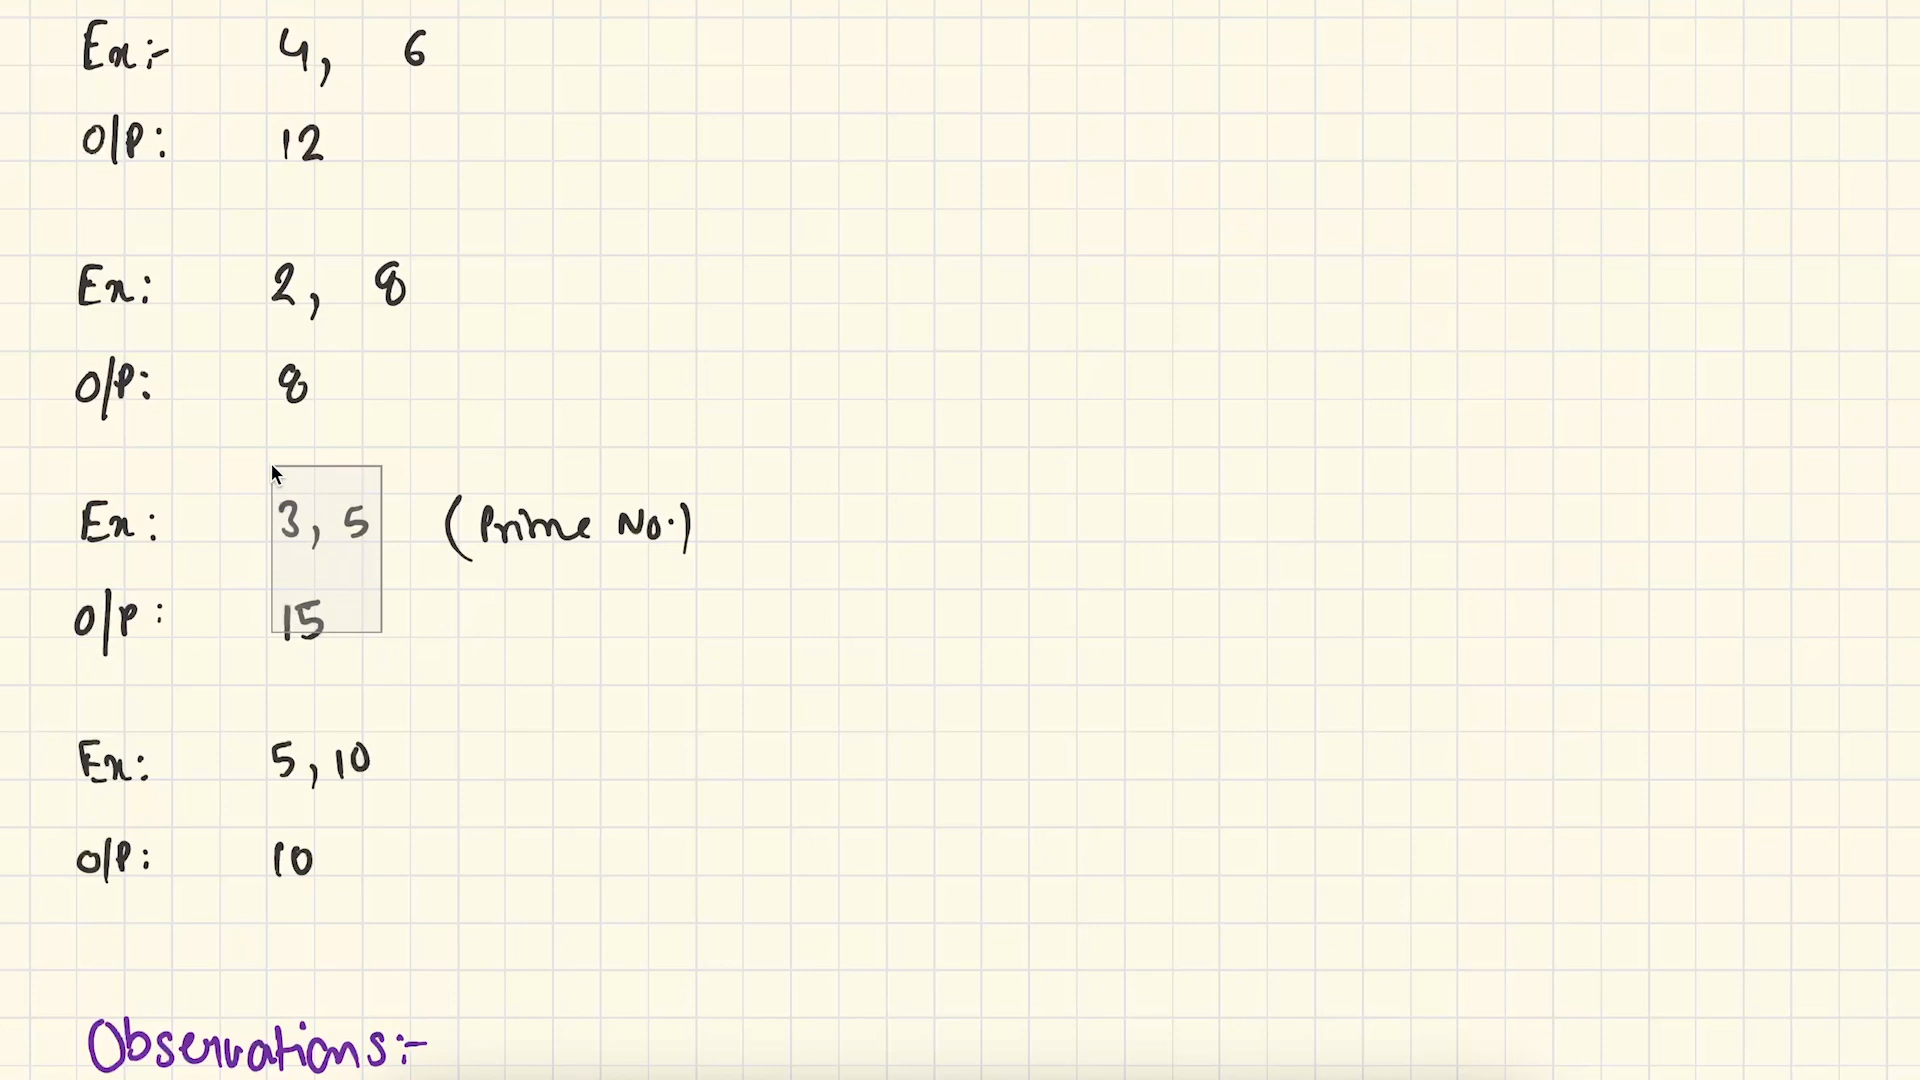 Ex:- 4, 6
O/P: 12
Ex: 2, 8
O/P: 8
Ex: 3, 5 (Prime No.)
O/P: 15
Ex: 5, 10
O/P: 10
Observations:-